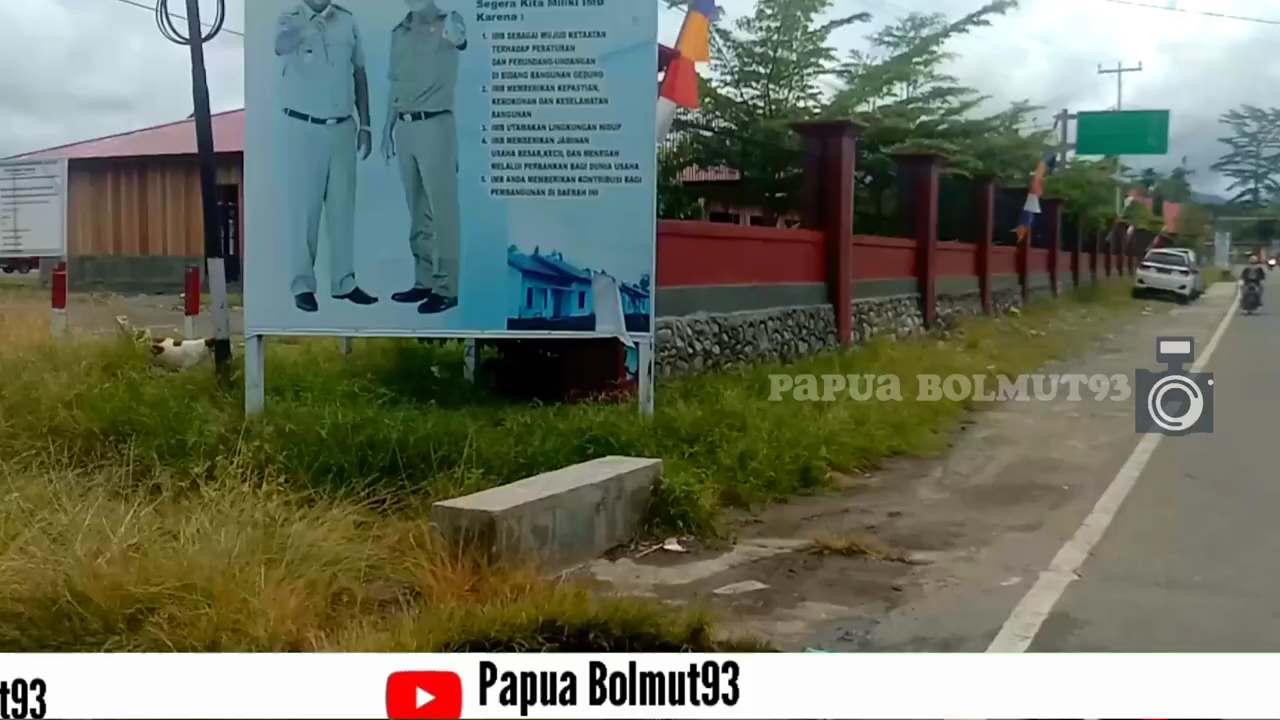 Segera Kita Miliki IMB
Karena :
1. IMB SEBAGAI WUJUD KETAATAN
TERHADAP PERATURAN
DAN PERUNDANG-UNDANGAN
DI BIDANG BANGUNAN GEDUNG
2. IMB MEMBERIKAN KEPASTIAN,
KEKOKOHAN DAN KESELAMATAN
BANGUNAN
3. IMB UTAMAKAN LINGKUNGAN HIDUP
4. IMB MEMBERIKAN JAMINAN
USAHA BESAR,KECIL DAN MENEGAH
MELALUI PERBANKAN BAGI DUNIA USAHA
5. IMB ANDA MEMBERIKAN KONTRIBUSI BAGI
PEMBANGUNAN DI DAERAH INI
PAPUA BOLMUT93
t93
Papua Bolmut93